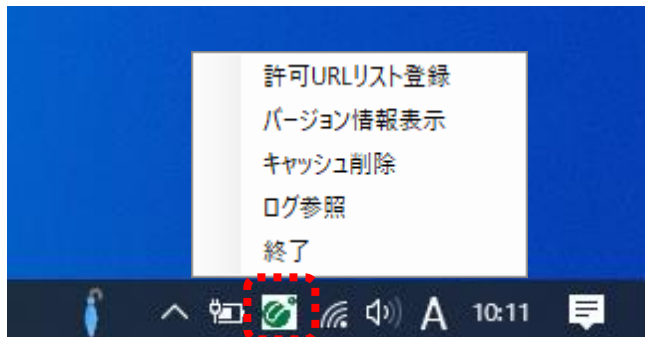 許可URLリスト登録
バージョン情報表示
キャッシュ削除
ログ参照
終了
A 10:11